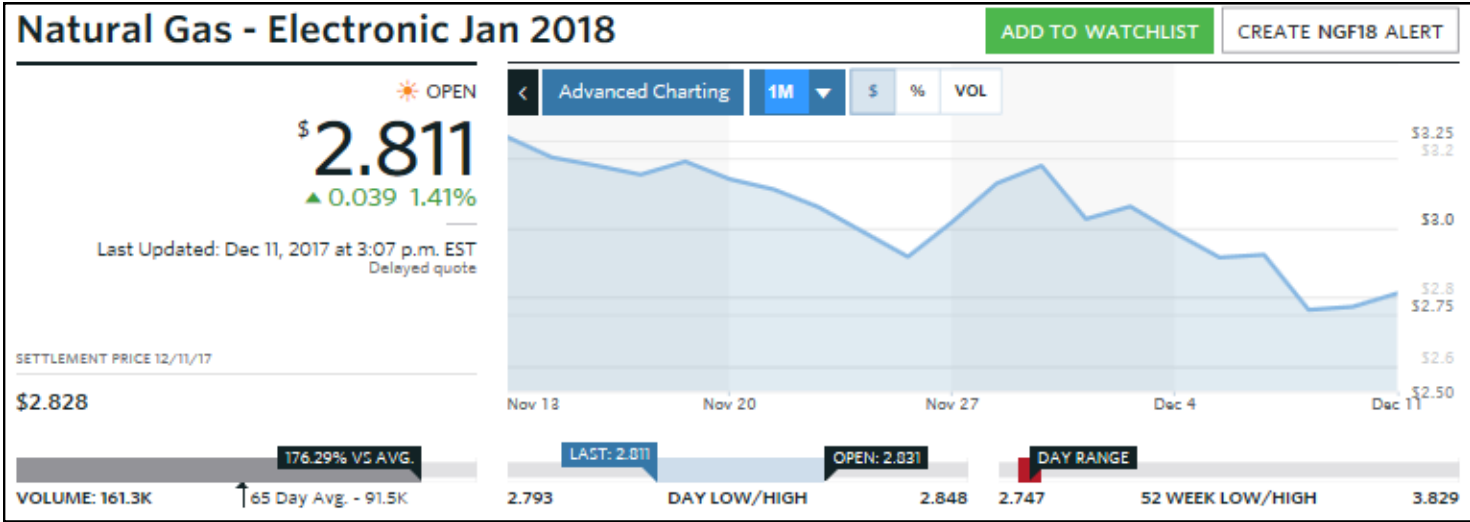 Natural Gas - Electronic Jan 2018
ADD TO WATCHLIST
CREATE NGF18 ALERT
OPEN
$2.811
0.039 1.41%
Last Updated: Dec 11, 2017 at 3:07 p.m. EST
Delayed quote
SETTLEMENT PRICE 12/11/17
$2.828
176.29% VS AVG.
VOLUME: 161.3K
65 Day Avg. - 91.5K
< Advanced Charting 1M $ % VOL
$3.25
$3.2
$3.0
$2.8
$2.75
$2.6
$2.50
Nov 13 Nov 20 Nov 27 Dec 4 Dec 11
LAST: 2.811 OPEN: 2.831
2.793 DAY LOW/HIGH 2.848
DAY RANGE
2.747 52 WEEK LOW/HIGH 3.829